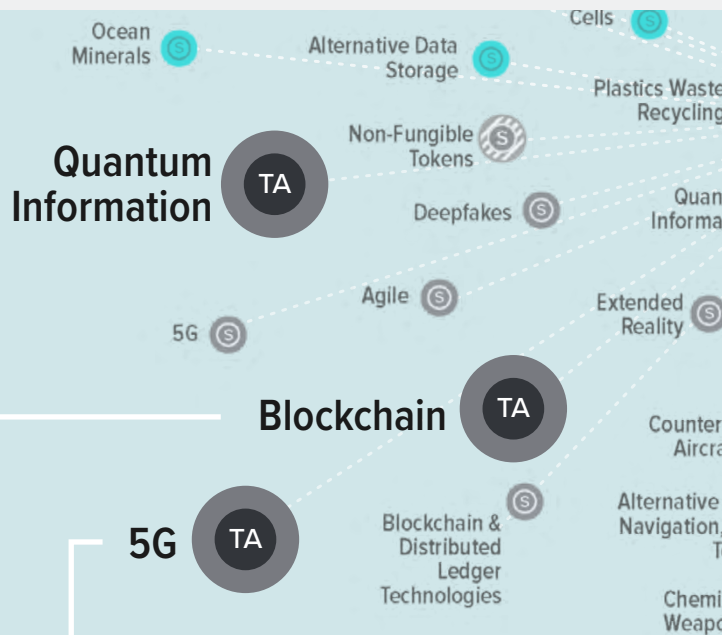 Cells
Ocean
Minerals
S
Alternative Data
Storage
S
S
Plastics Waste
Recycling
Non-Fungible
Tokens
S
Quantum
Information
TA
Deepfakes
S
Agile
S
Extended
Reality
S
5G
S
Blockchain
TA
5G
TA
Blockchain &
Distributed
Ledger
Technologies
S
Alternative
Navigation,